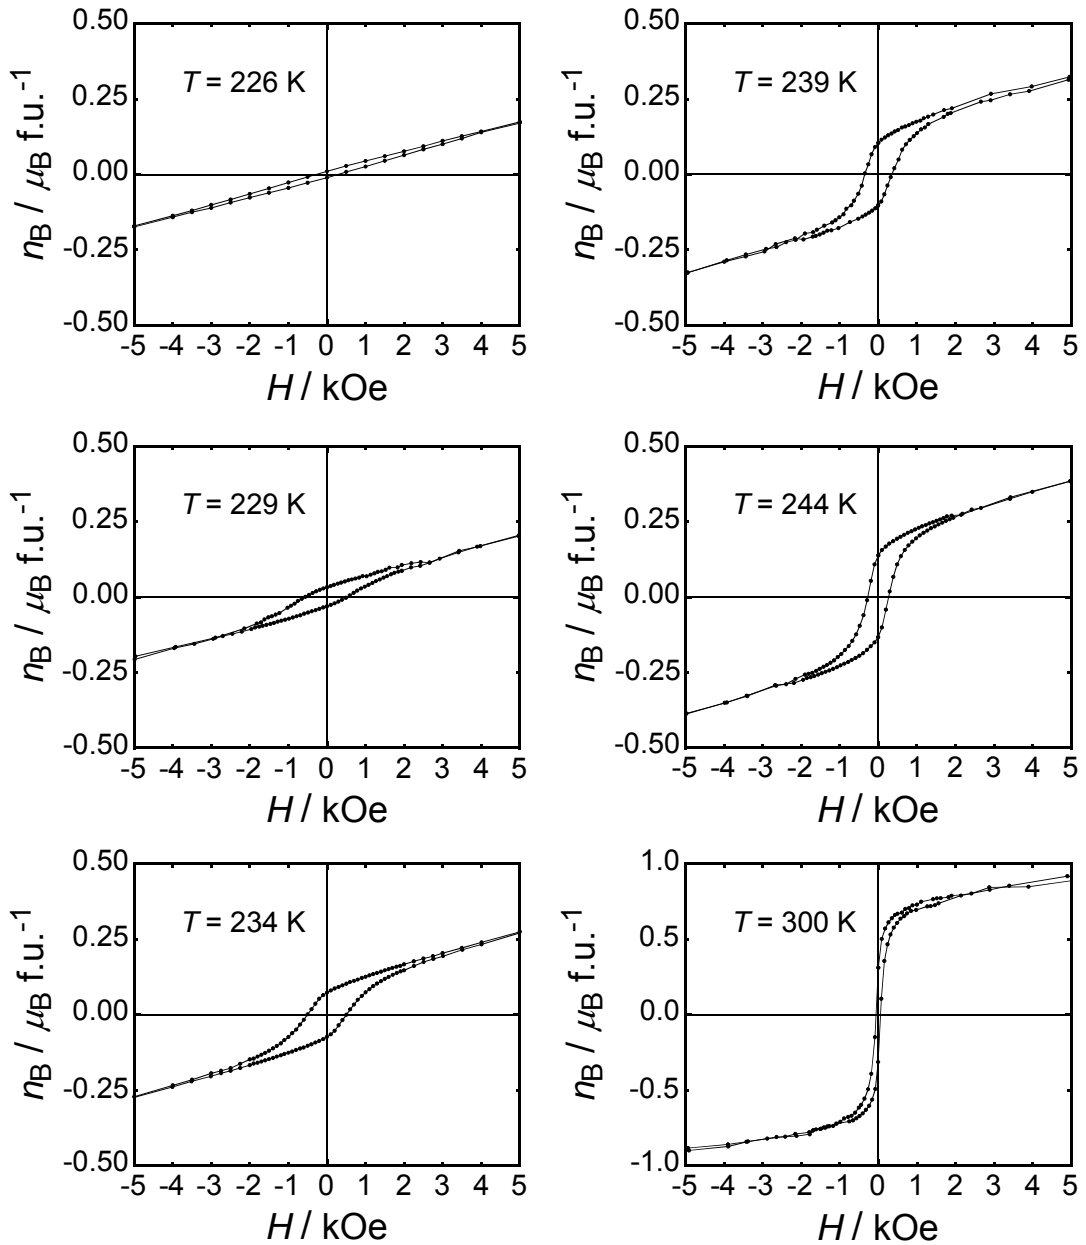 0.50
0.25
0.00
-0.25
-0.50
n_B / μ_B f.u.⁻¹
T = 226 K
-5 -4 -3 -2 -1 0 1 2 3 4 5
H / kOe
0.50
0.25
0.00
-0.25
-0.50
n_B / μ_B f.u.⁻¹
T = 239 K
-5 -4 -3 -2 -1 0 1 2 3 4 5
H / kOe
0.50
0.25
0.00
-0.25
-0.50
n_B / μ_B f.u.⁻¹
T = 229 K
-5 -4 -3 -2 -1 0 1 2 3 4 5
H / kOe
0.50
0.25
0.00
-0.25
-0.50
n_B / μ_B f.u.⁻¹
T = 244 K
-5 -4 -3 -2 -1 0 1 2 3 4 5
H / kOe
0.50
0.25
0.00
-0.25
-0.50
n_B / μ_B f.u.⁻¹
T = 234 K
-5 -4 -3 -2 -1 0 1 2 3 4 5
H / kOe
1.0
0.5
0.0
-0.5
-1.0
n_B / μ_B f.u.⁻¹
T = 300 K
-5 -4 -3 -2 -1 0 1 2 3 4 5
H / kOe